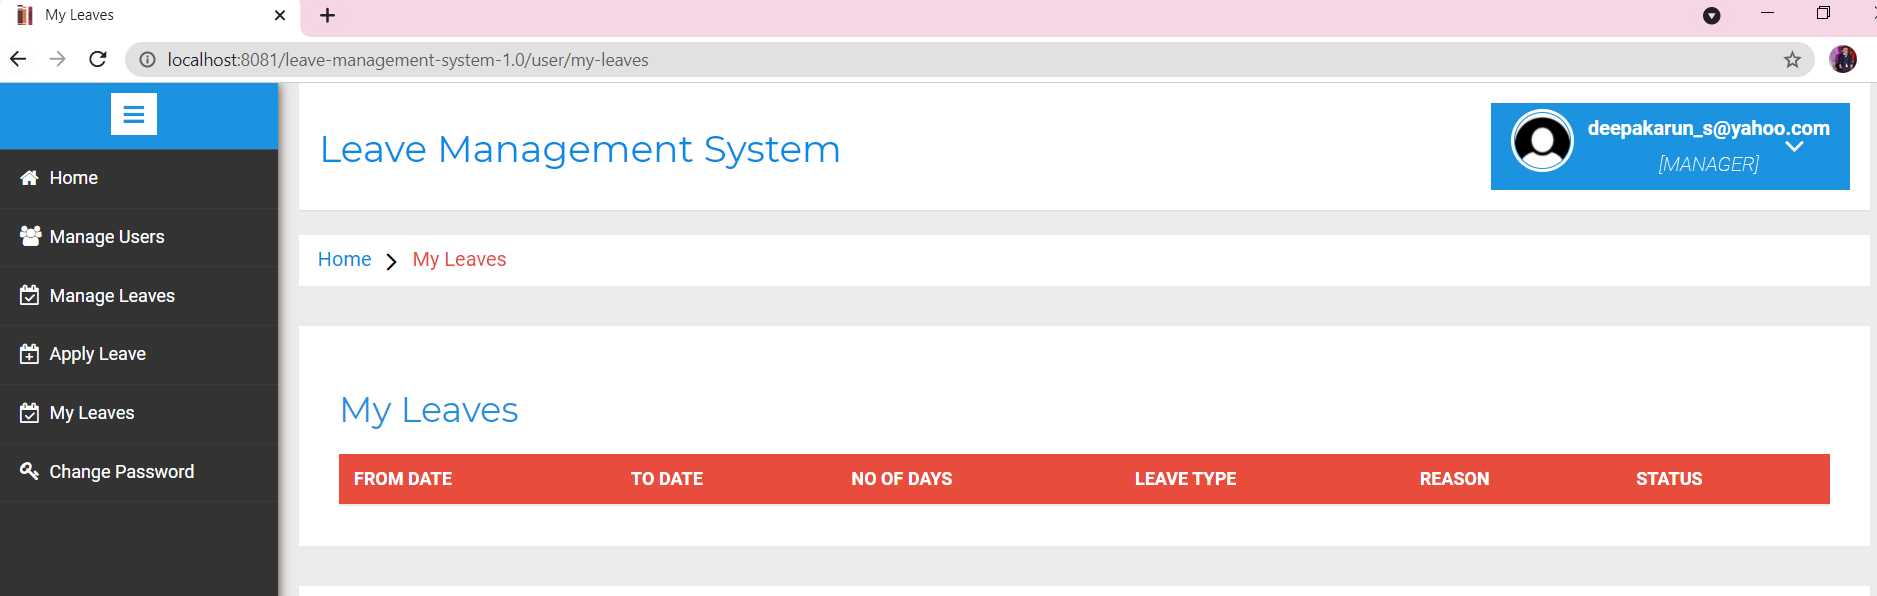 My Leaves
localhost:8081/leave-management-system-1.0/user/my-leaves
Leave Management System
deepakarun_s@yahoo.com
[MANAGER]
Home
Manage Users
Manage Leaves
Apply Leave
My Leaves
Change Password
Home > My Leaves
My Leaves
FROM DATE TO DATE NO OF DAYS LEAVE TYPE REASON STATUS